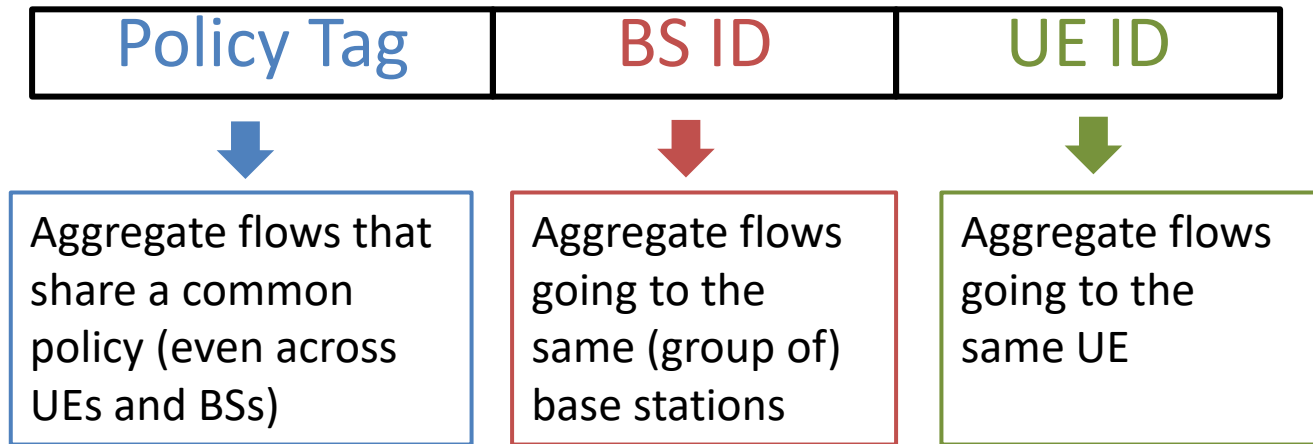 Policy Tag
BS ID
UE ID
Aggregate flows that
share a common
policy (even across
UEs and BSs)
Aggregate flows
going to the
same (group of)
base stations
Aggregate flows
going to the
same UE